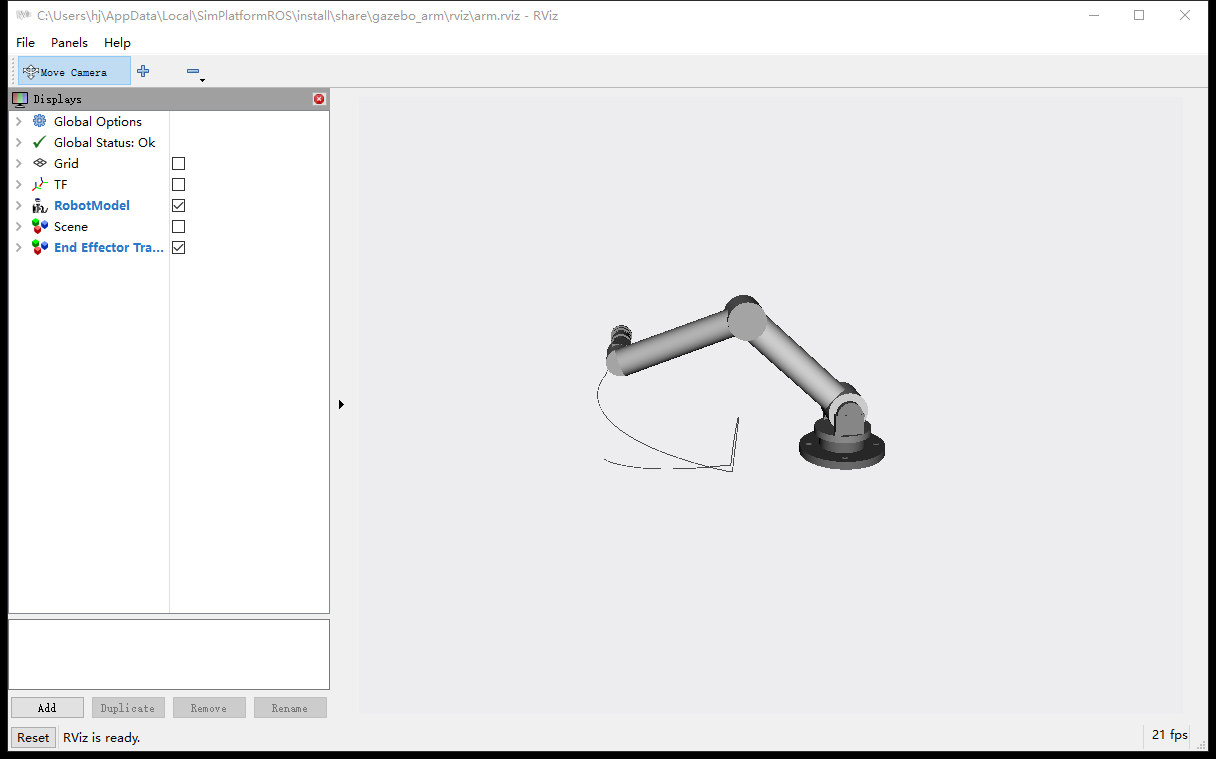 C:\Users\hj\AppData\Local\SimPlatformROS\install\share\gazebo_arm\rviz\arm.rviz - RViz
File Panels Help
Move Camera
Displays
Global Options
Global Status: Ok
Grid
TF
RobotModel
Scene
End Effector Tra...
Add Duplicate Remove Rename
Reset RViz is ready. 21 fps